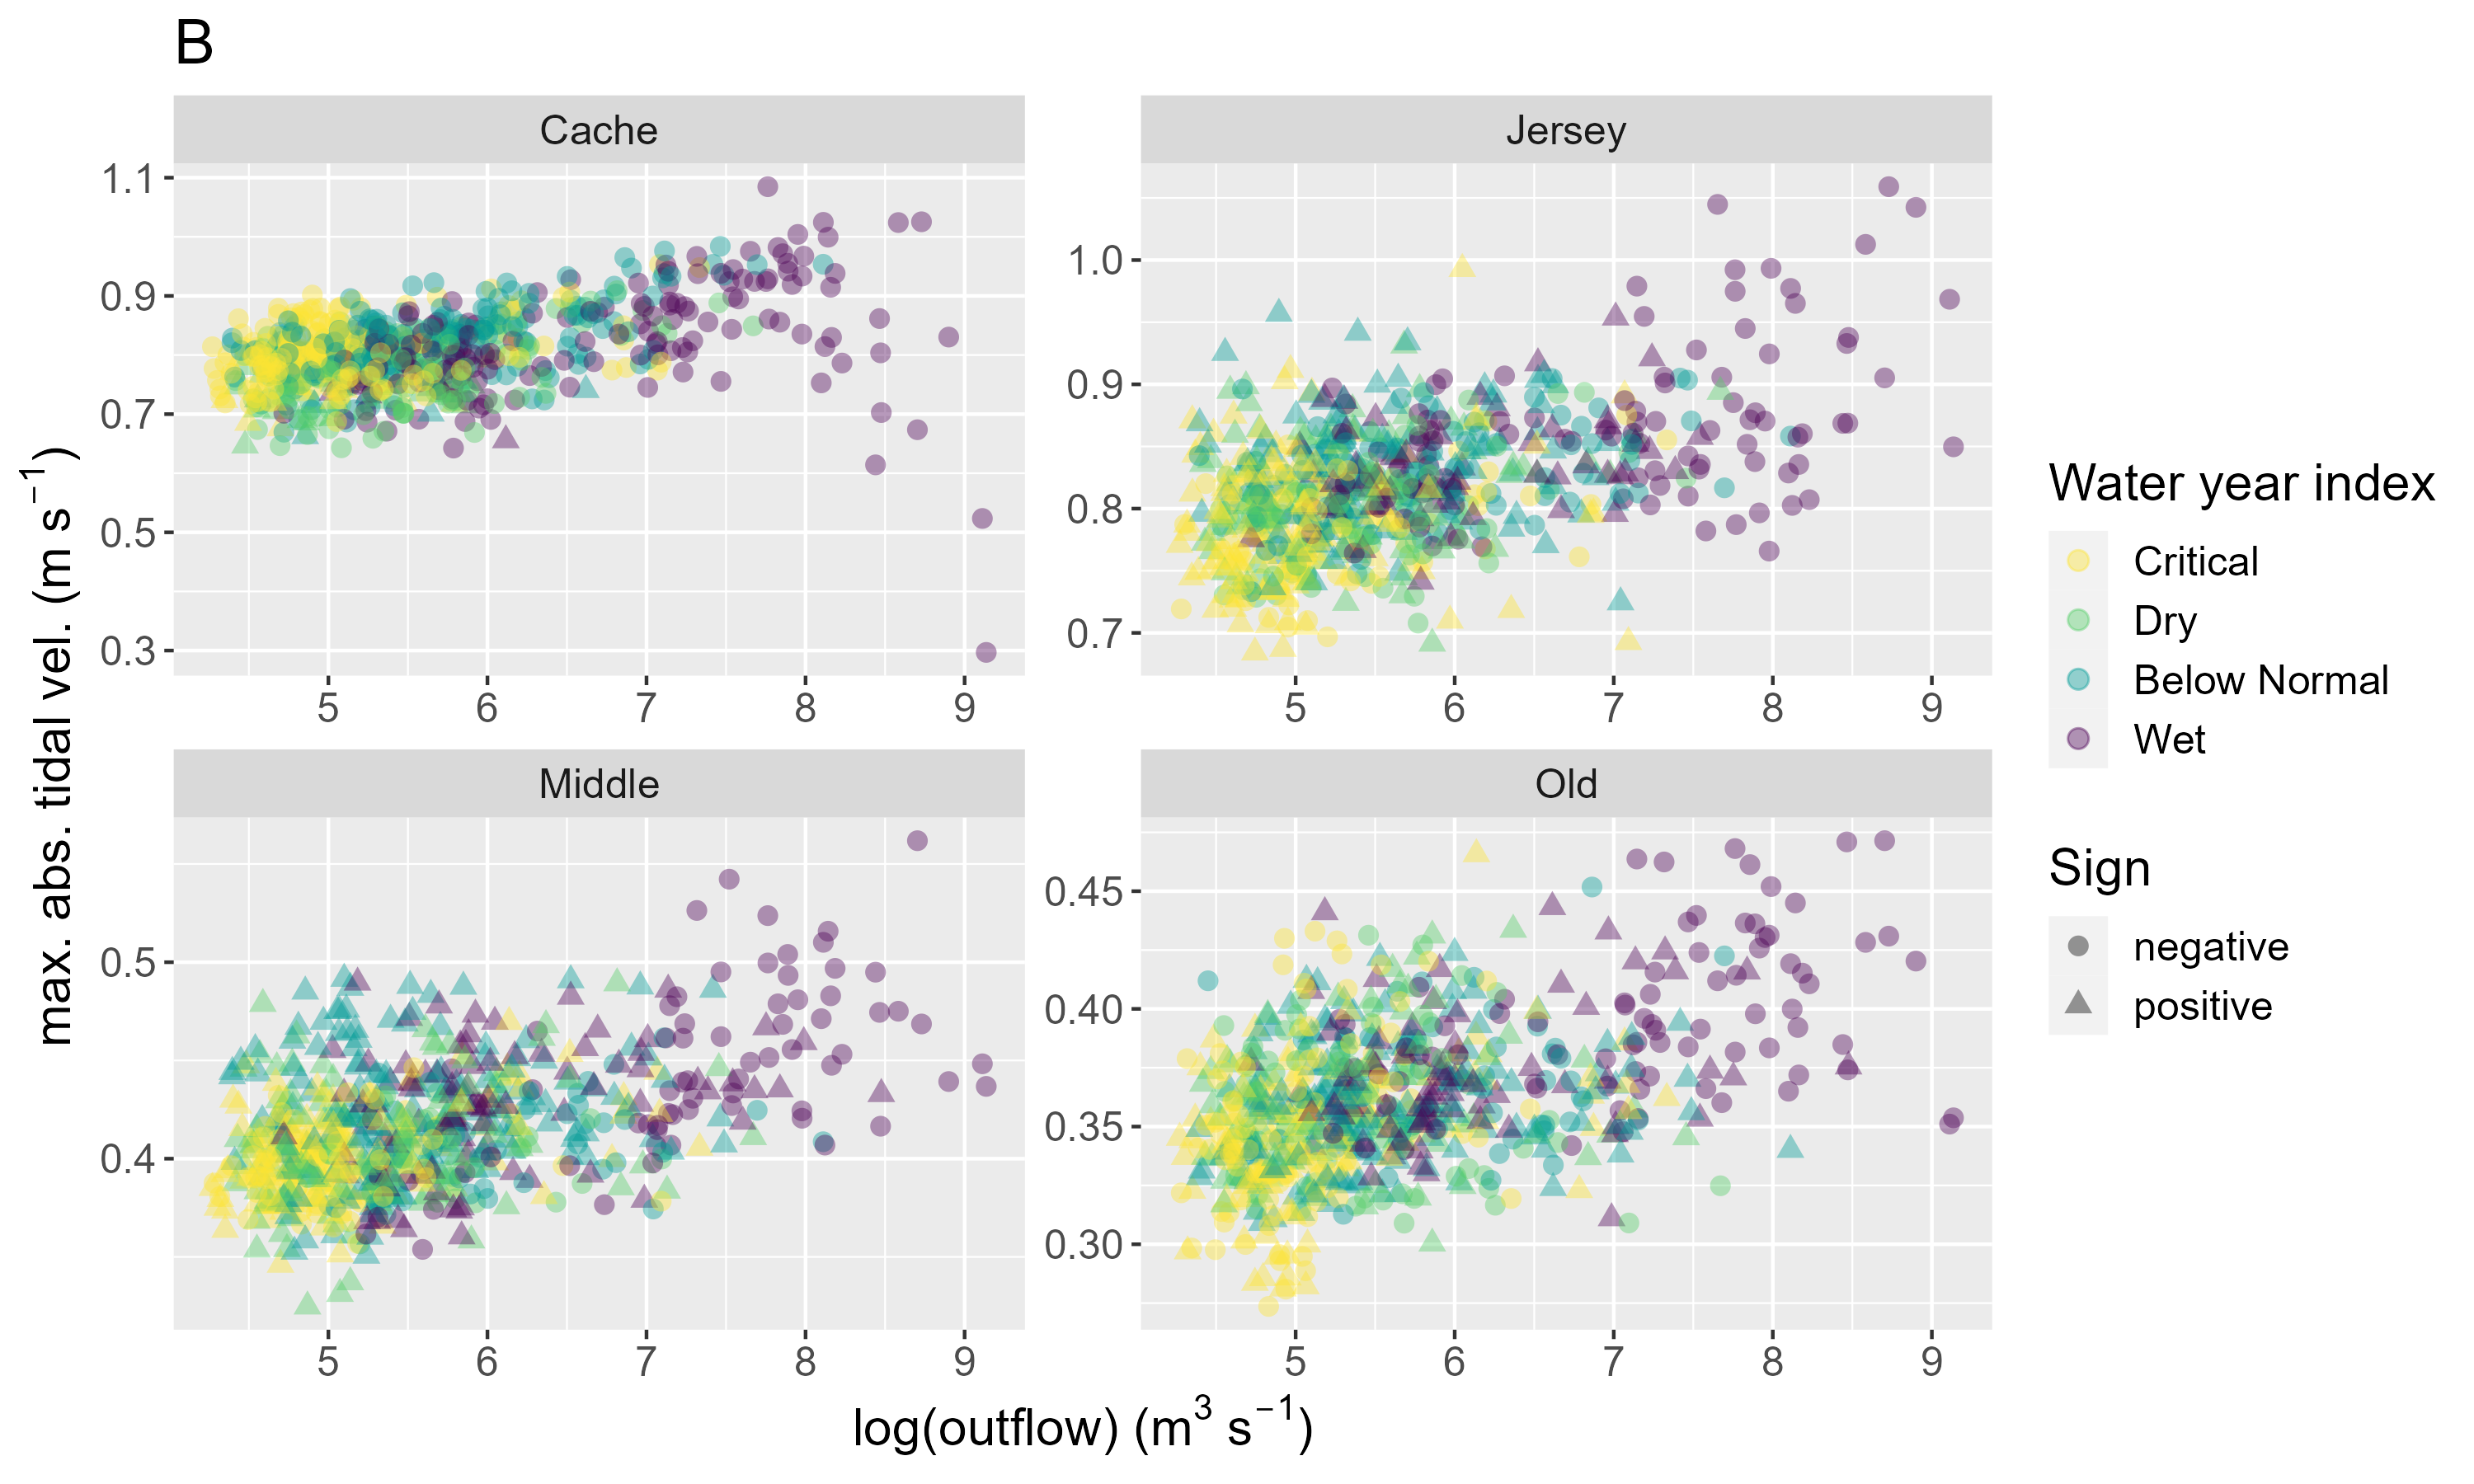 B
Cache
Jersey
1.1
0.9
0.7
0.5
0.3
1.0
0.9
0.8
0.7
5 6 7 8 9
5 6 7 8 9
Middle
Old
0.5
0.4
0.45
0.40
0.35
0.30
5 6 7 8 9
5 6 7 8 9
max. abs. tidal vel. (m s⁻¹)
log(outflow) (m³ s⁻¹)
Water year index
Critical
Dry
Below Normal
Wet
Sign
negative
positive